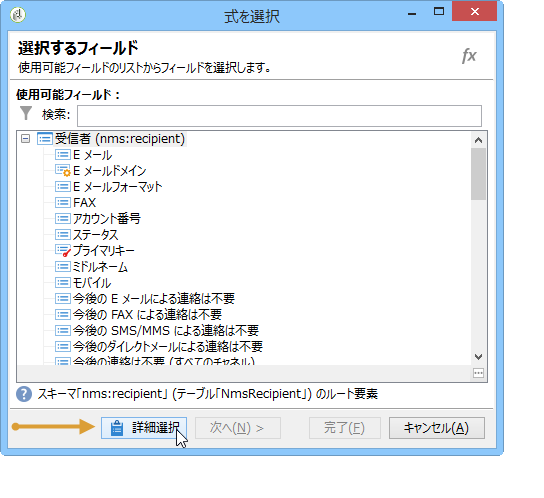 式を選択
選択するフィールド
使用可能フィールドのリストからフィールドを選択します。
fx
使用可能フィールド：
検索:
受信者 (nms:recipient)
E メール
E メールドメイン
E メールフォーマット
FAX
アカウント番号
ステータス
プライマリキー
ミドルネーム
モバイル
今後の E メールによる連絡は不要
今後の FAX による連絡は不要
今後の SMS/MMS による連絡は不要
今後のダイレクトメールによる連絡は不要
今後の連絡は不要 (すべてのチャネル)
スキーマ「nms:recipient」 (テーブル「NmsRecipient」) のルート要素
詳細選択
次へ(N) >
完了(F)
キャンセル(A)